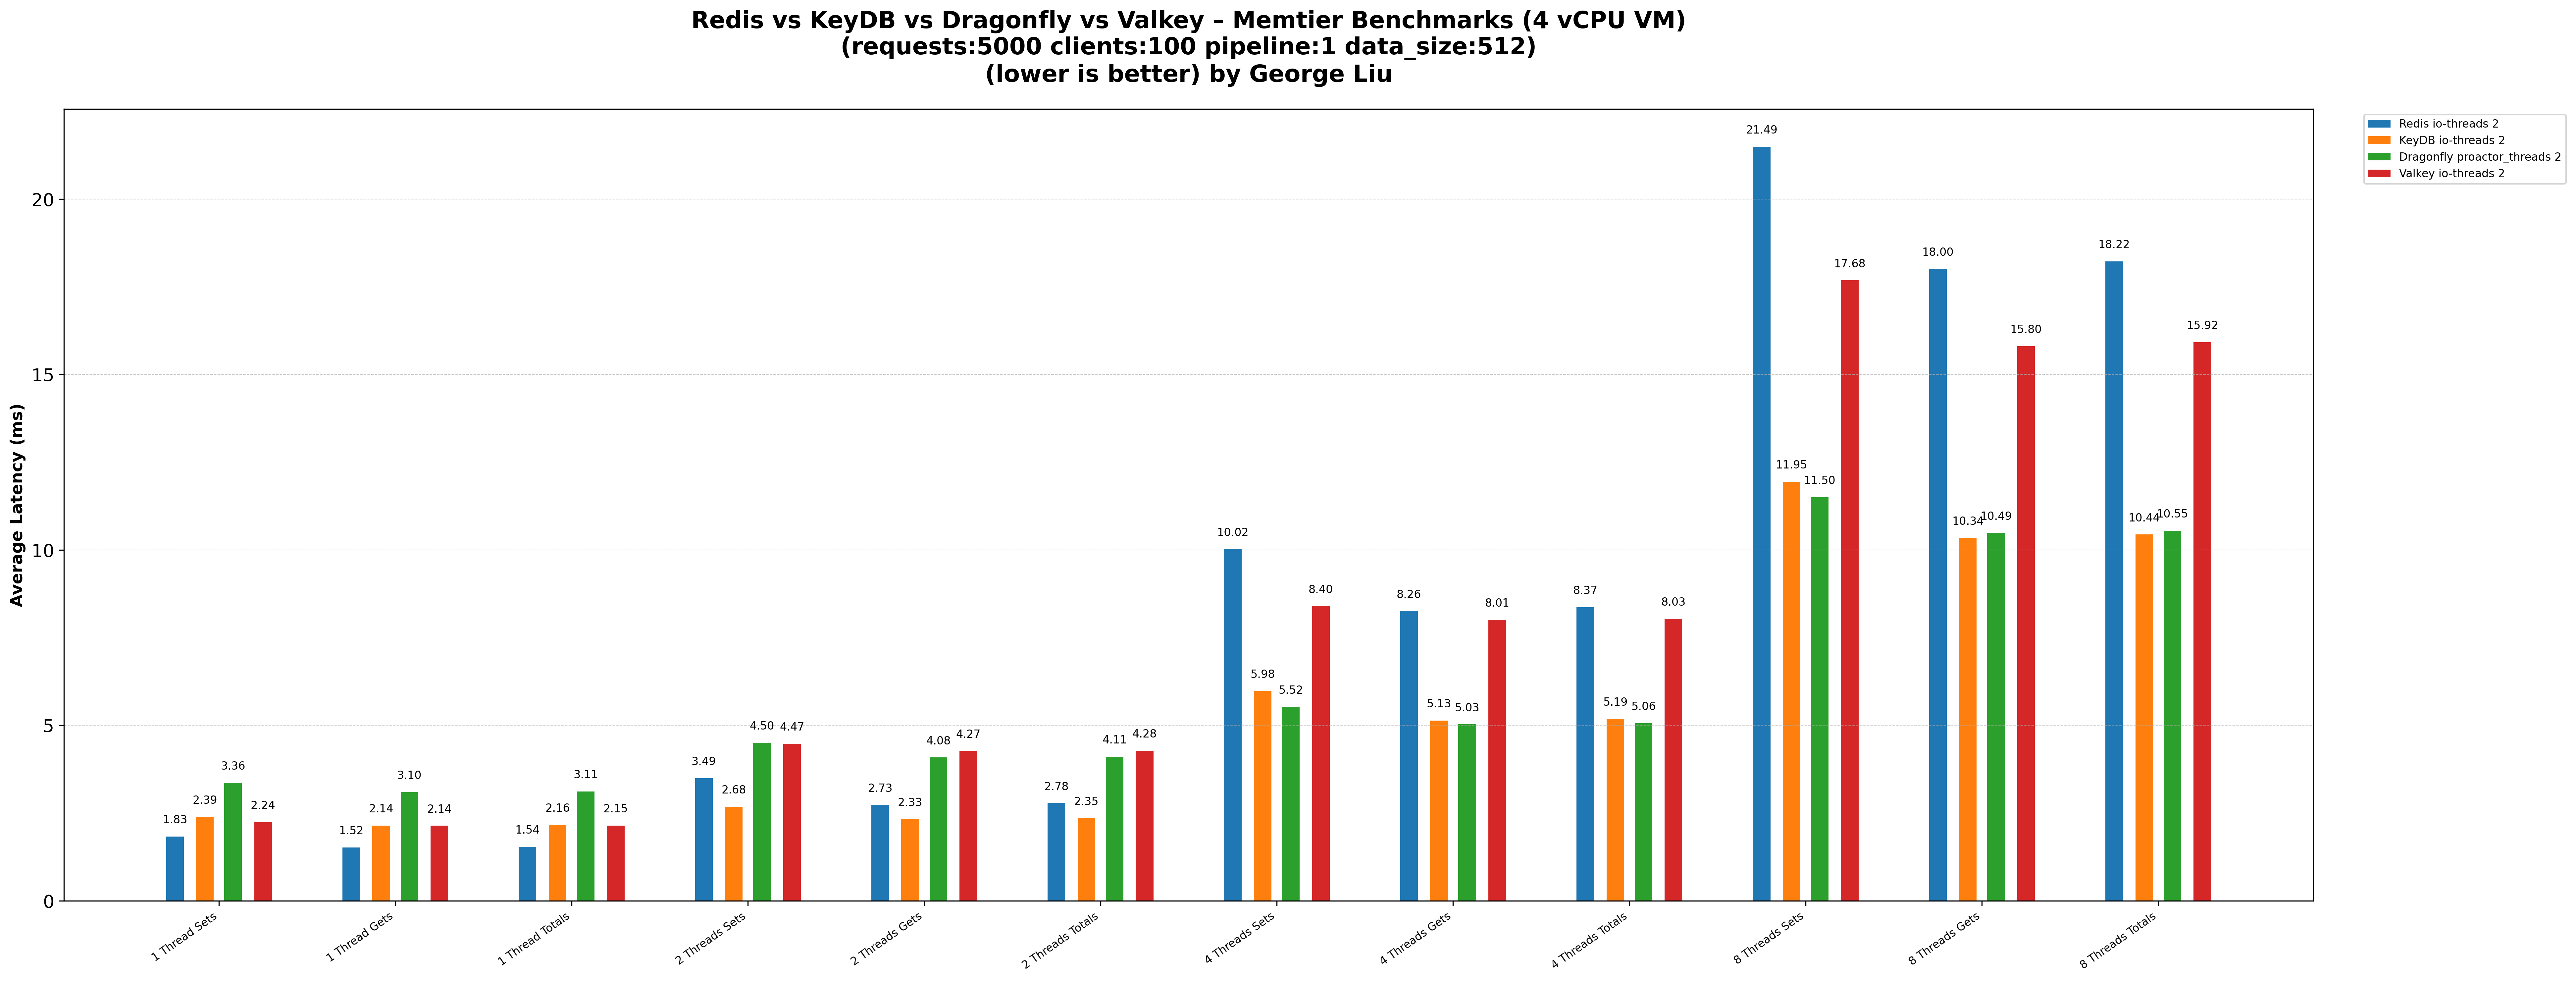 Redis vs KeyDB vs Dragonfly vs Valkey – Memtier Benchmarks (4 vCPU VM)
(requests:5000 clients:100 pipeline:1 data_size:512)
(lower is better) by George Liu
Redis io-threads 2
KeyDB io-threads 2
Dragonfly proactor_threads 2
Valkey io-threads 2
Average Latency (ms)
20
15
10
5
0
1.83
2.39
3.36
2.24
1.52
2.14
3.10
2.14
1.54
2.16
3.11
2.15
3.49
2.68
4.50
4.47
2.73
2.33
4.08
4.27
2.78
2.35
4.11
4.28
10.02
5.98
5.52
8.40
8.26
5.13
5.03
8.01
8.37
5.19
5.06
8.03
21.49
11.95
11.50
17.68
18.00
10.34
10.49
15.80
18.22
10.44
10.55
15.92
1 Thread Sets
1 Thread Gets
1 Thread Totals
2 Threads Sets
2 Threads Gets
2 Threads Totals
4 Threads Sets
4 Threads Gets
4 Threads Totals
8 Threads Sets
8 Threads Gets
8 Threads Totals